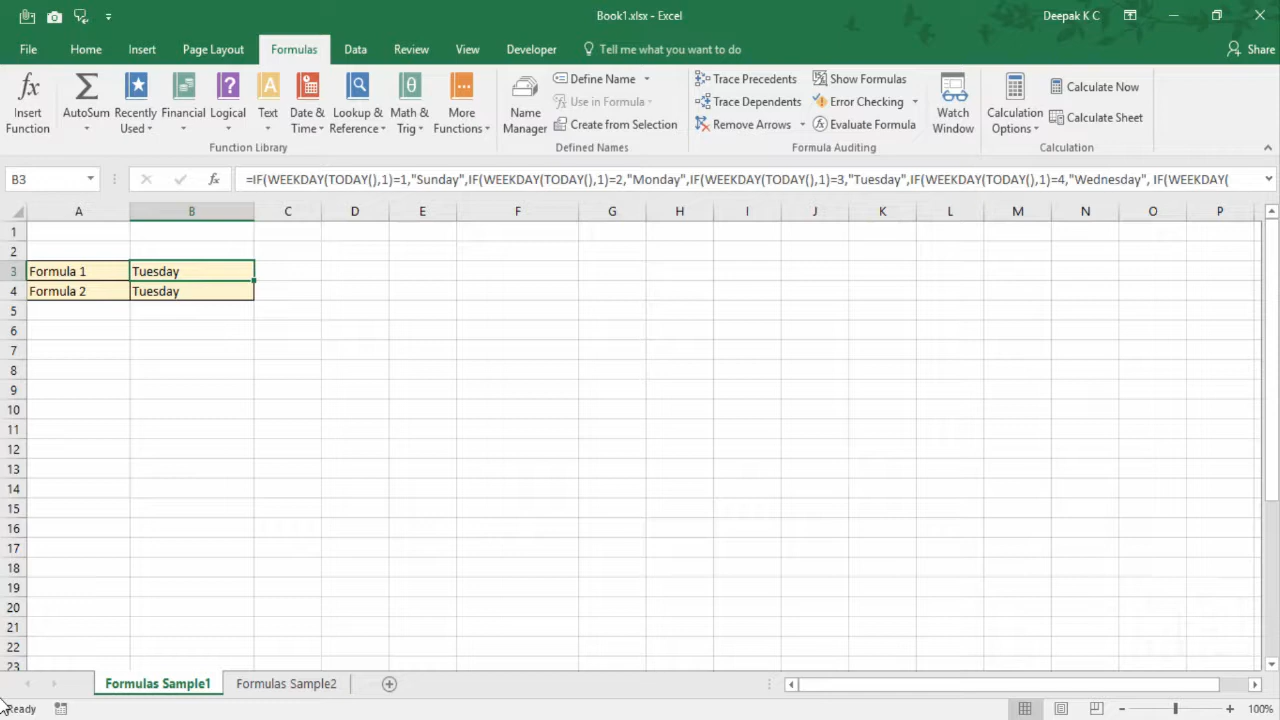 Book1.xlsx - Excel
Deepak K C
File Home Insert Page Layout Formulas Data Review View Developer Tell me what you want to do Share
Insert Function
AutoSum
Recently Used
Financial
Logical
Text
Date & Time
Lookup & Reference
Math & Trig
More Functions
Function Library
Name Manager
Define Name
Use in Formula
Create from Selection
Defined Names
Trace Precedents
Trace Dependents
Remove Arrows
Show Formulas
Error Checking
Evaluate Formula
Formula Auditing
Watch Window
Calculation Options
Calculate Now
Calculate Sheet
Calculation
B3
fx
=IF(WEEKDAY(TODAY(),1)=1,"Sunday",IF(WEEKDAY(TODAY(),1)=2,"Monday",IF(WEEKDAY(TODAY(),1)=3,"Tuesday",IF(WEEKDAY(TODAY(),1)=4,"Wednesday", IF(WEEKDAY(
A B C D E F G H I J K L M N O P
1
2
3 Formula 1 Tuesday
4 Formula 2 Tuesday
5
6
7
8
9
10
11
12
13
14
15
16
17
18
19
20
21
22
23
Formulas Sample1 Formulas Sample2
Ready
100%